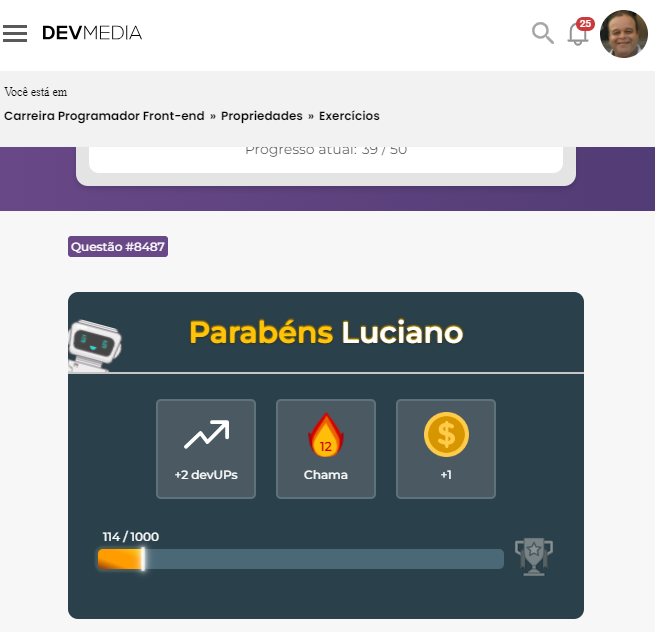 DEVMEDIA
25
Você está em
Carreira Programador Front-end » Propriedades » Exercícios
Progresso atual: 39 / 50
Questão #8487
Parabéns Luciano
12
+2 devUPs
Chama
+1
114 / 1000